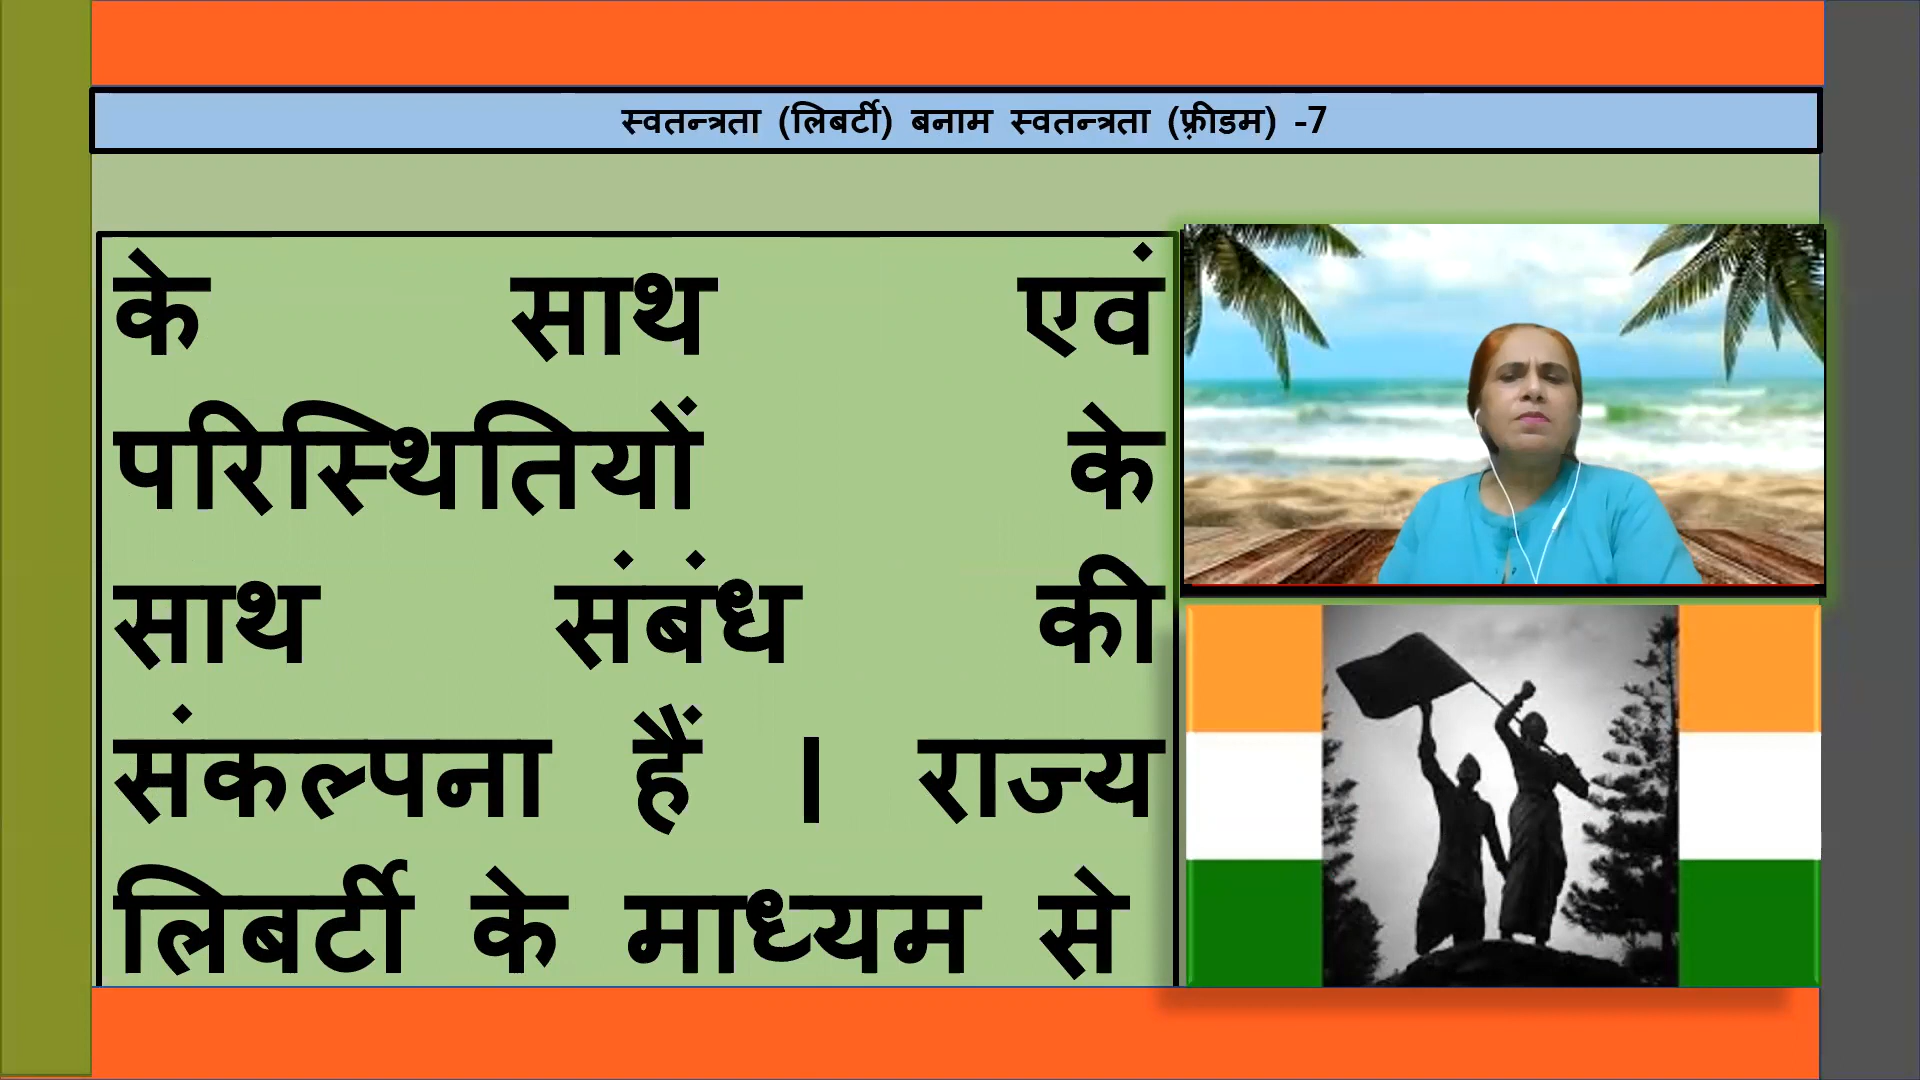 स्वतन्त्रता (लिबर्टी) बनाम स्वतन्त्रता (फ़्रीडम) -7
के साथ एवं
परिस्थितियों के
साथ संबंध की
संकल्पना हैं । राज्य
लिबर्टी के माध्यम से